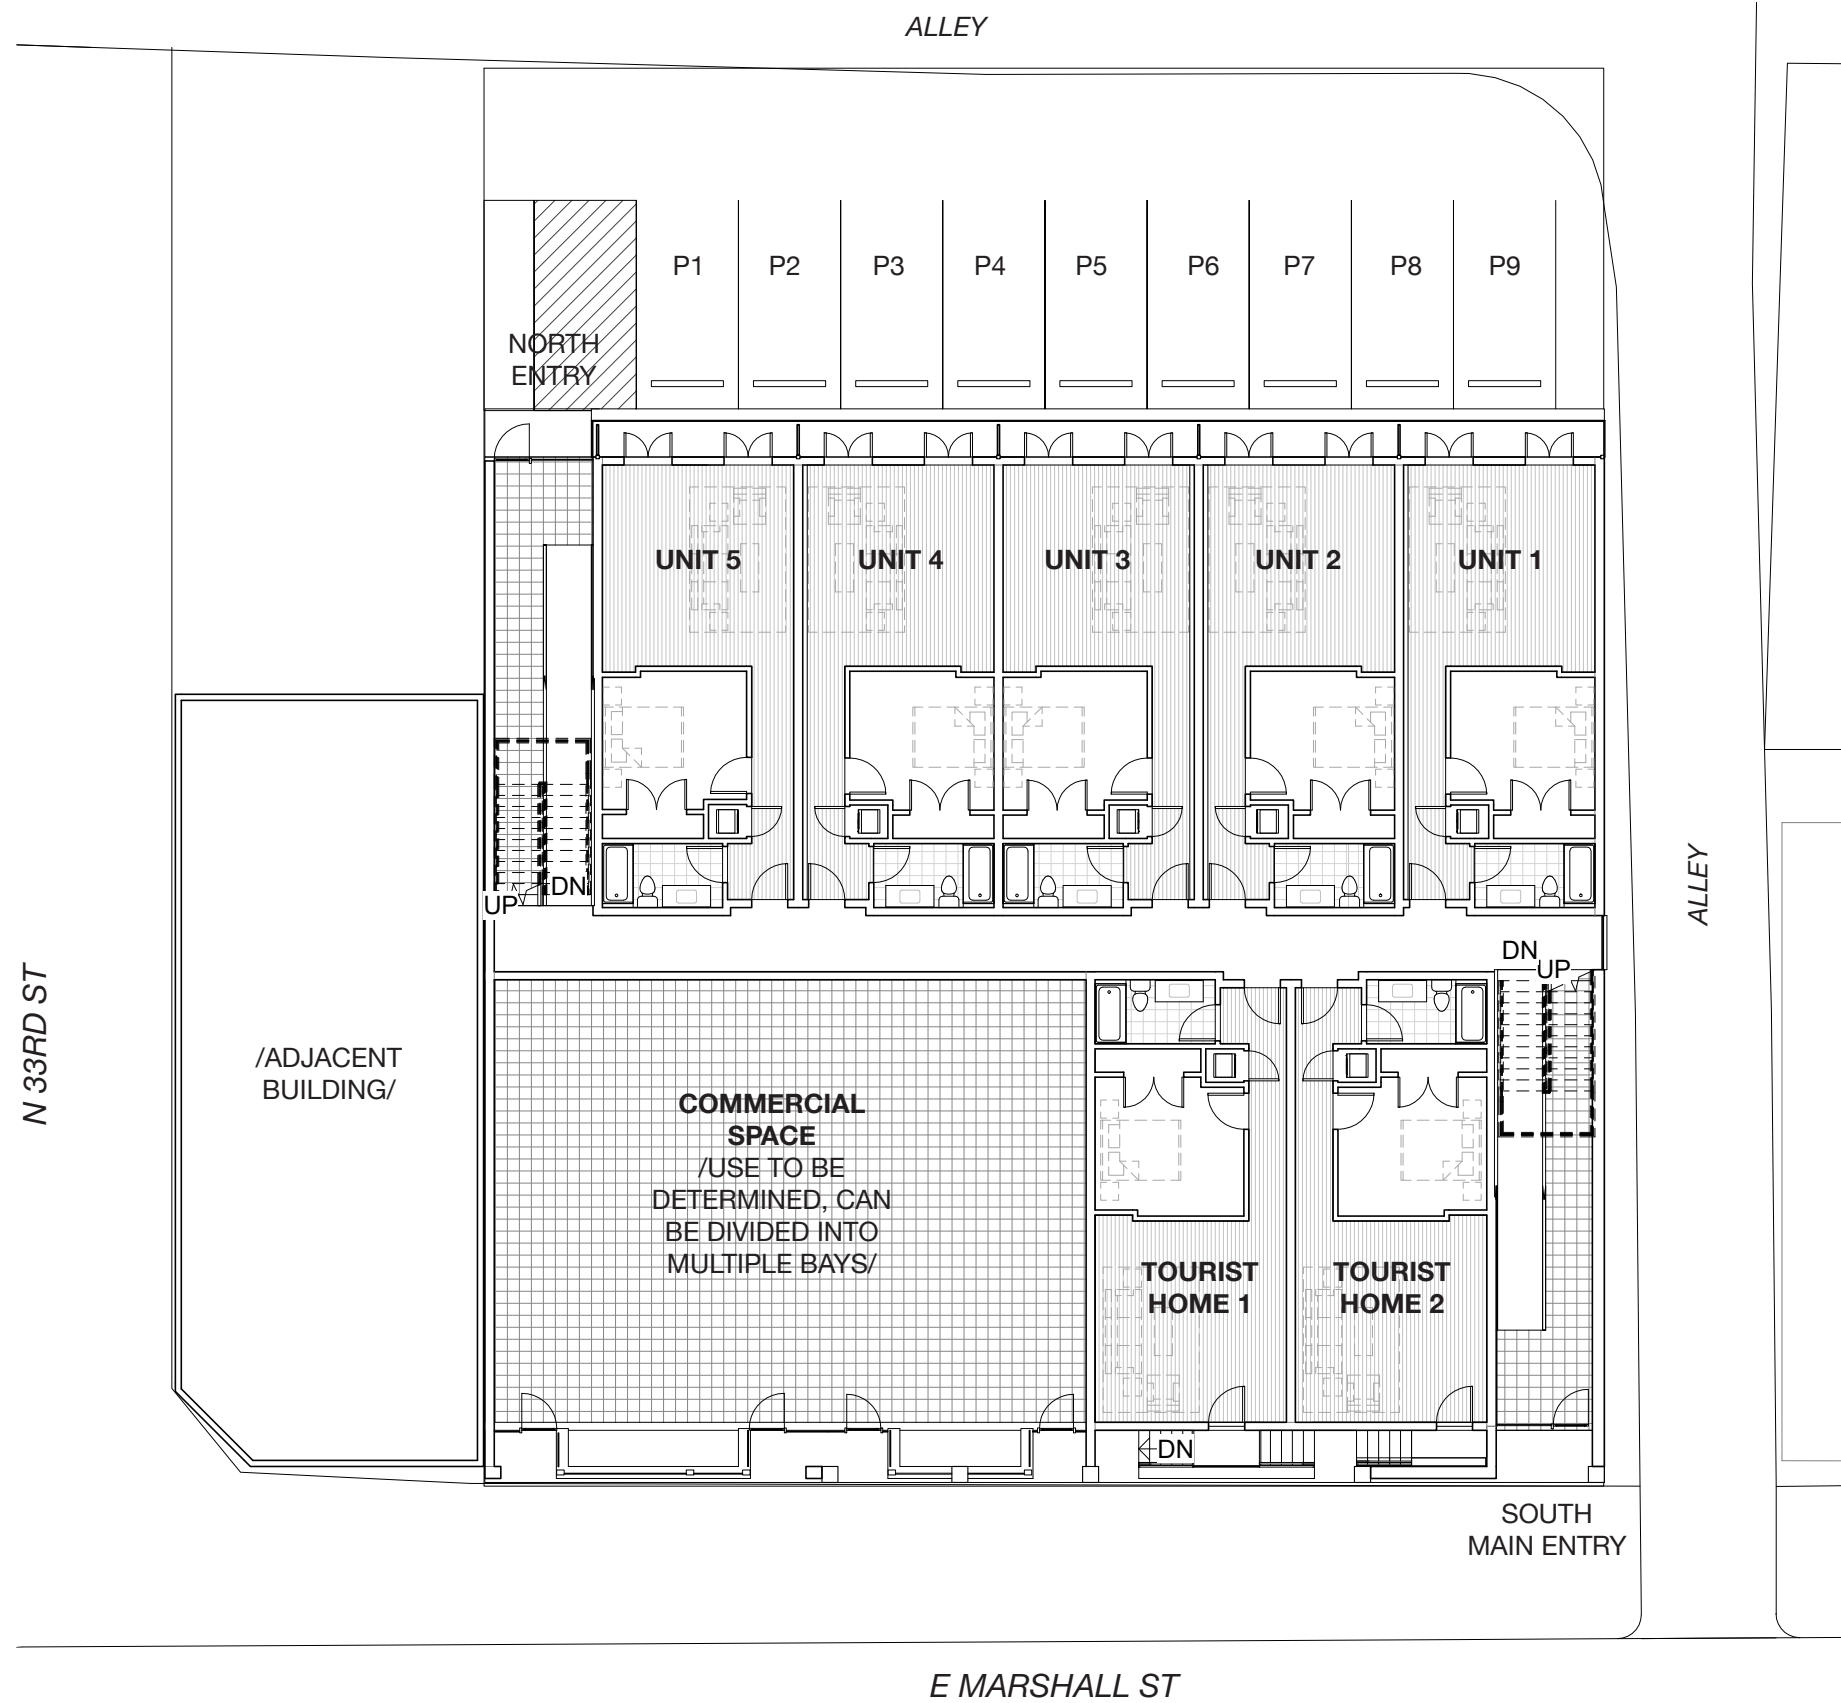 ALLEY
P1
P2
P3
P4
P5
P6
P7
P8
P9
NORTH
ENTRY
UNIT 5
UNIT 4
UNIT 3
UNIT 2
UNIT 1
DN
UP
ALLEY
DN
UP
N 33RD ST
/ADJACENT
BUILDING/
COMMERCIAL
SPACE
/USE TO BE
DETERMINED, CAN
BE DIVIDED INTO
MULTIPLE BAYS/
TOURIST
HOME 1
TOURIST
HOME 2
DN
SOUTH
MAIN ENTRY
E MARSHALL ST